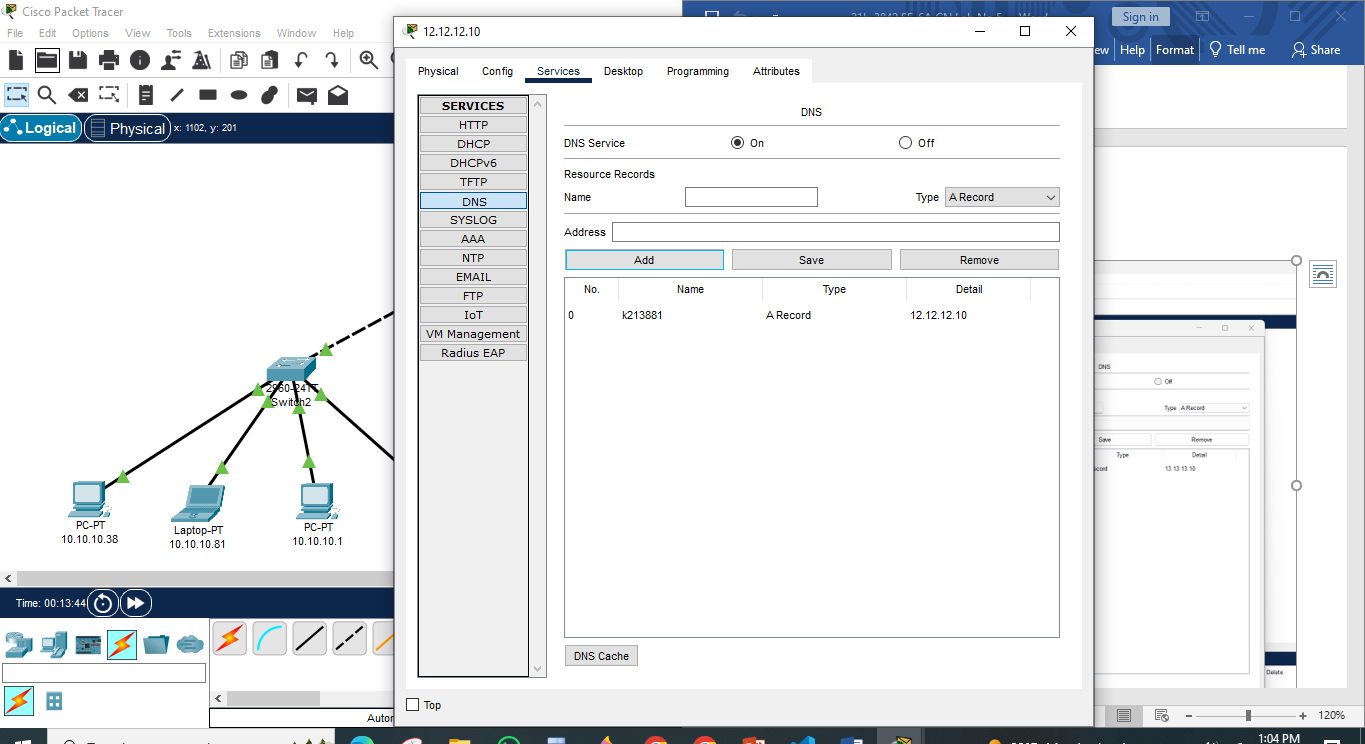 Cisco Packet Tracer
File Edit Options View Tools Extensions Window Help
Logical
Physical
x: 1102, y: 201
2960-24TT
Switch2
PC-PT
10.10.10.38
Laptop-PT
10.10.10.81
PC-PT
10.10.10.1
Time: 00:13:44
12.12.12.10
Physical Config Services Desktop Programming Attributes
SERVICES
HTTP
DHCP
DHCPv6
TFTP
DNS
SYSLOG
AAA
NTP
EMAIL
FTP
IoT
VM Management
Radius EAP
DNS
DNS Service On Off
Resource Records
Name Type A Record
Address
Add Save Remove
No. Name Type Detail
0 k213881 A Record 12.12.12.10
DNS Cache
Top
Sign in
Help Format Tell me Share
DNS
Off
Type A Record
Save Remove
Type Detail
13.13.13.10
Delete
120%
1:04 PM